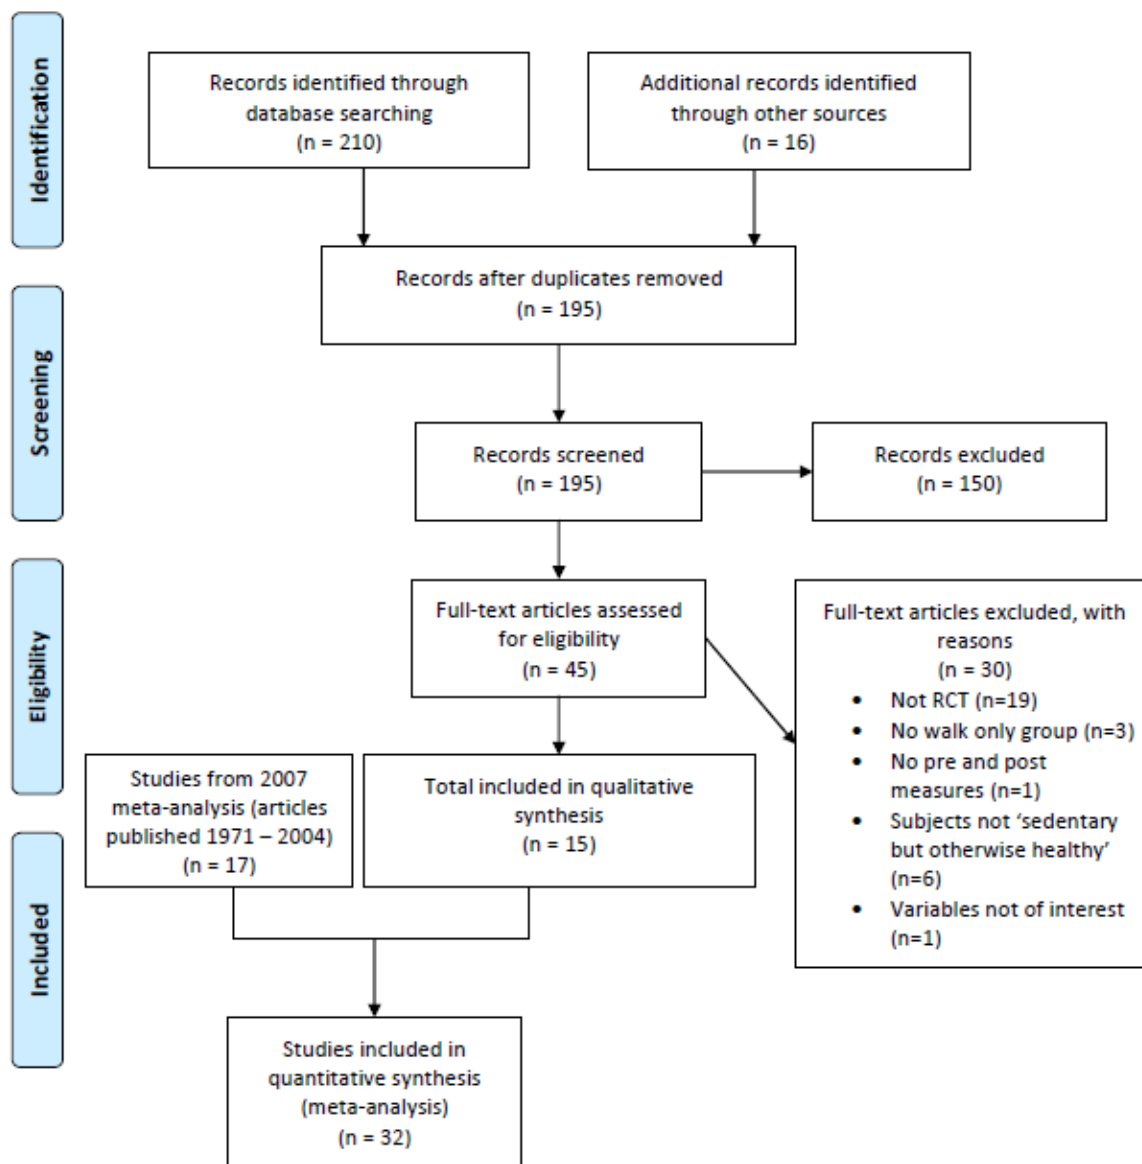 Identification
Records identified through
database searching
(n = 210)
Additional records identified
through other sources
(n = 16)
Records after duplicates removed
(n = 195)
Screening
Records screened
(n = 195)
Records excluded
(n = 150)
Eligibility
Full-text articles assessed
for eligibility
(n = 45)
Full-text articles excluded, with
reasons
(n = 30)
• Not RCT (n=19)
• No walk only group (n=3)
• No pre and post
measures (n=1)
• Subjects not ‘sedentary
but otherwise healthy’
(n=6)
• Variables not of interest
(n=1)
Studies from 2007
meta-analysis (articles
published 1971 – 2004)
(n = 17)
Total included in qualitative
synthesis
(n = 15)
Included
Studies included in
quantitative synthesis
(meta-analysis)
(n = 32)